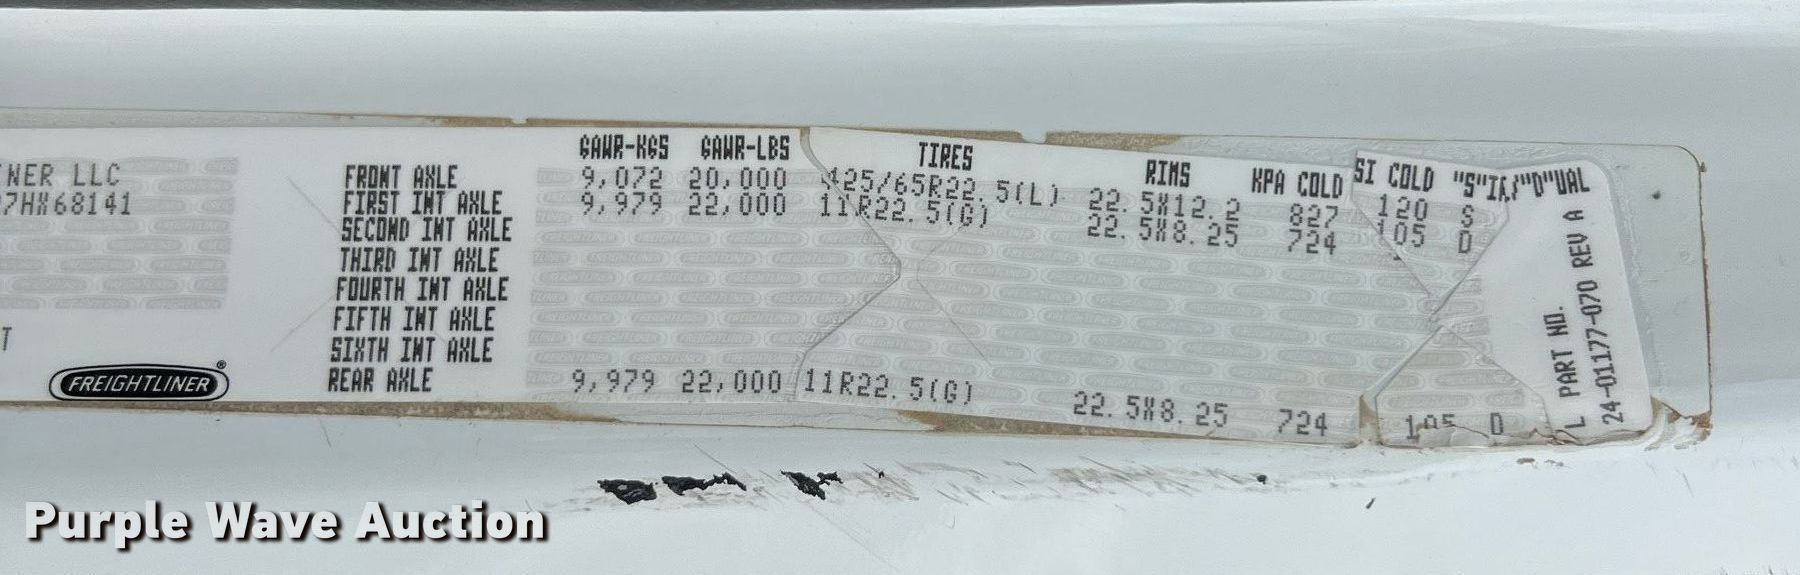 GAWR-KGS GAWR-LBS TIRES RIMS KPA COLD SI COLD "S"IN/"D"UAL
NER LLC
7HX68141
T
FREIGHTLINER®
FRONT AXLE 9,072 20,000 425/65R22.5(L) 22.5X12.2 827 120 S
FIRST INT AXLE 9,979 22,000 11R22.5(G) 22.5X8.25 724 105 D
SECOND INT AXLE
THIRD INT AXLE
FOURTH INT AXLE
FIFTH INT AXLE
SIXTH INT AXLE
REAR AXLE 9,979 22,000 11R22.5(G) 22.5X8.25 724 105 D
L PART NO.
24-01177-070 REV A
Purple Wave Auction